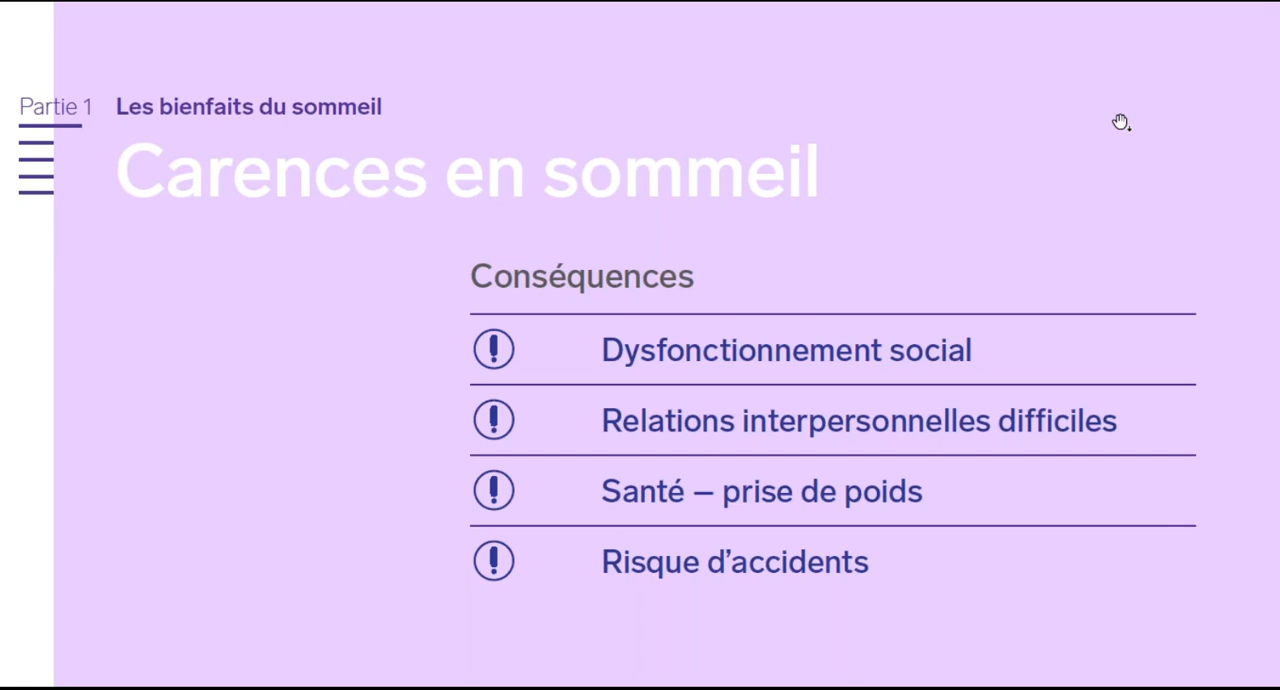 Partie 1 Les bienfaits du sommeil
Carences en sommeil
Conséquences
Dysfonctionnement social
Relations interpersonnelles difficiles
Santé – prise de poids
Risque d’accidents